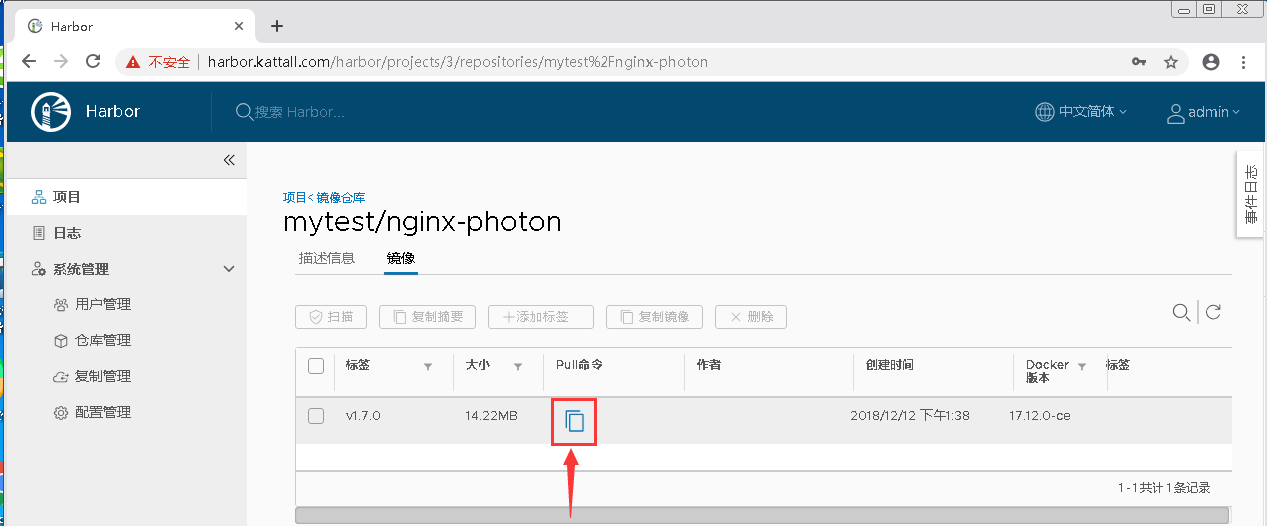 Harbor
不安全 harbor.kattall.com/harbor/projects/3/repositories/mytest%2Fnginx-photon
Harbor 搜索 Harbor... 中文简体 admin
事件日志
项目
日志
系统管理
用户管理
仓库管理
复制管理
配置管理
项目< 镜像仓库
mytest/nginx-photon
描述信息 镜像
扫描 复制摘要 +添加标签 复制镜像 × 删除
标签 大小 Pull命令 作者 创建时间 Docker 版本 标签
v1.7.0 14.22MB 2018/12/12 下午1:38 17.12.0-ce
1 - 1共计 1条记录